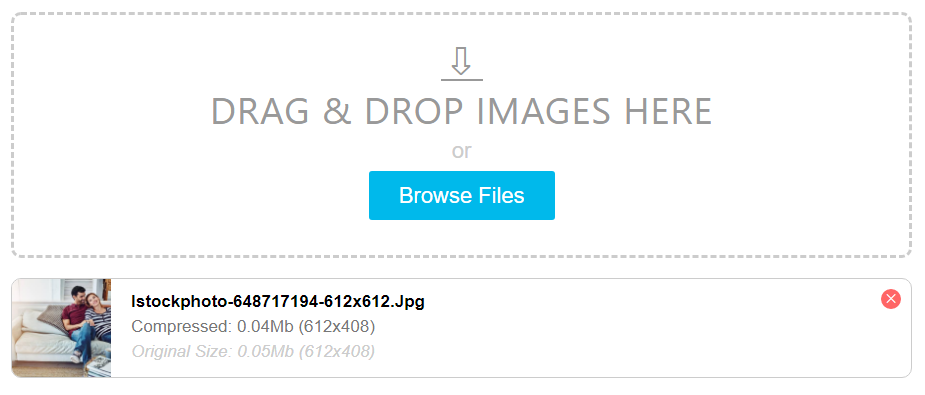 DRAG & DROP IMAGES HERE
or
Browse Files
Istockphoto-648717194-612x612.Jpg
Compressed: 0.04Mb (612x408)
Original Size: 0.05Mb (612x408)